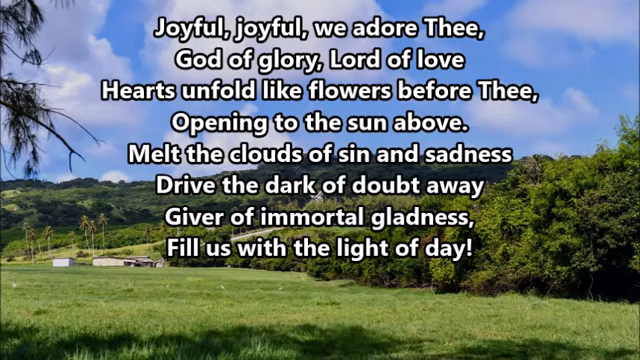 Joyful, joyful, we adore Thee,
God of glory, Lord of love
Hearts unfold like flowers before Thee,
Opening to the sun above.
Melt the clouds of sin and sadness
Drive the dark of doubt away
Giver of immortal gladness,
Fill us with the light of day!